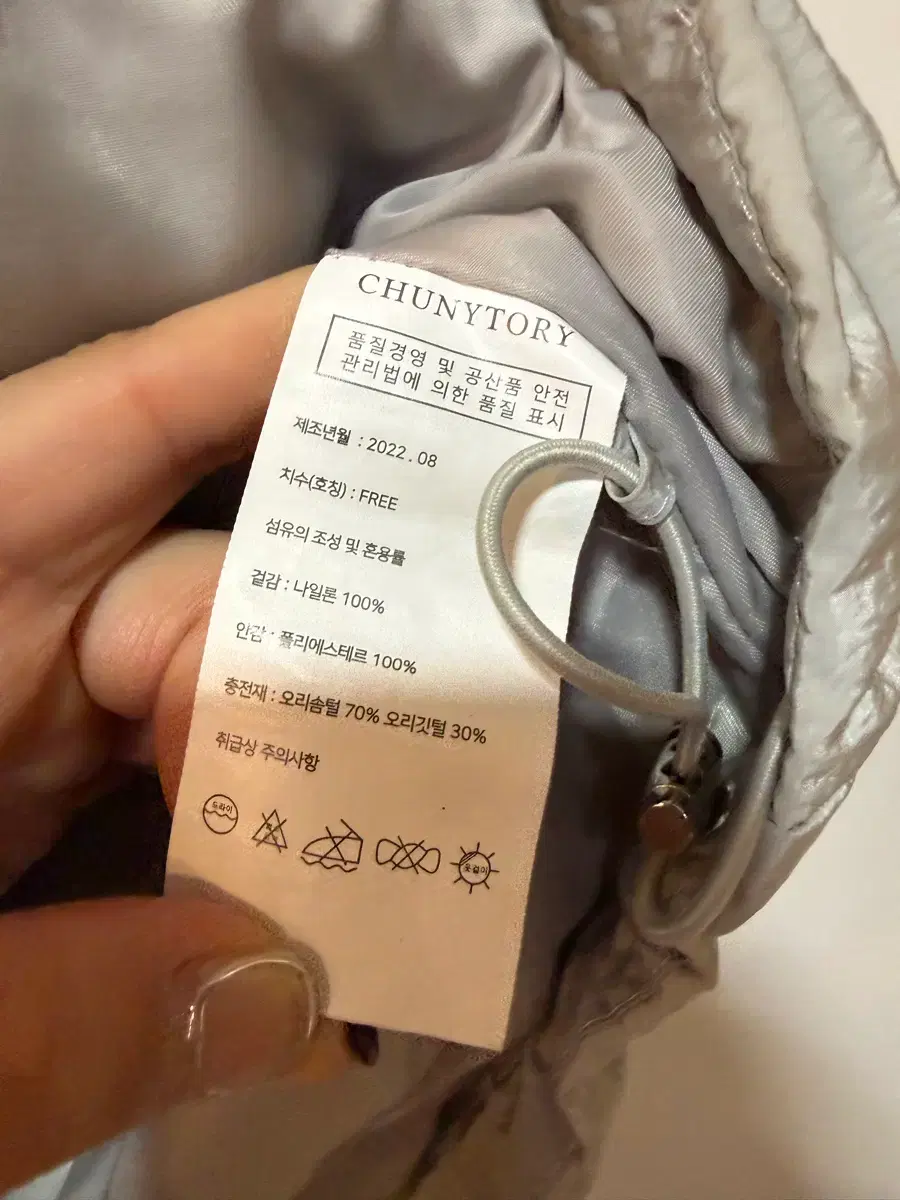 CHUNYTORY
품질경영 및 공산품 안전
관리법에 의한 품질 표시
제조년월 : 2022.08
치수(호칭) : FREE
섬유의 조성 및 혼용률
겉감 : 나일론 100%
안감 : 폴리에스테르 100%
충전재 : 오리솜털 70% 오리깃털 30%
취급상 주의사항
드라이
옷걸이